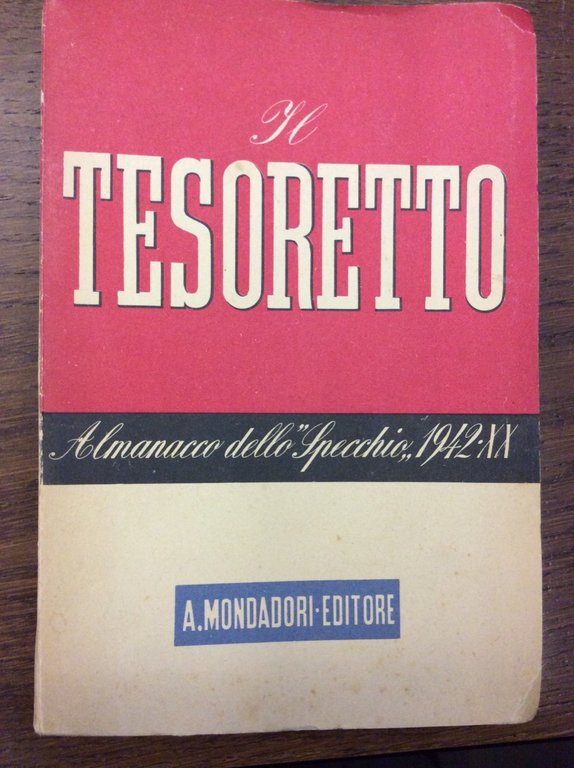 Il
TESORETTO
Almanacco dello "Specchio„ 1942·XX
A. MONDADORI·EDITORE